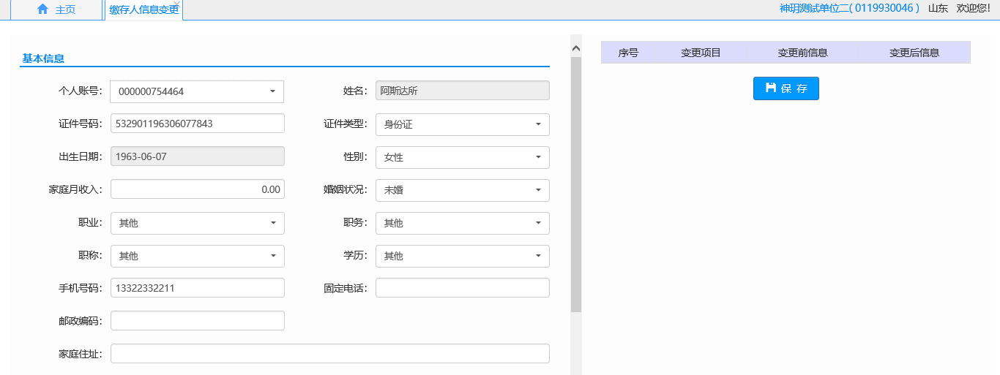 主页 缴存人信息变更 神玥测试单位二( 0119930046 ) 山东 欢迎您!
基本信息
序号 变更项目 变更前信息 变更后信息
保 存
个人账号: 000000754464 姓名: 阿斯达所
证件号码: 532901196306077843 证件类型: 身份证
出生日期: 1963-06-07 性别: 女性
家庭月收入: 0.00 婚姻状况: 未婚
职业: 其他 职务: 其他
职称: 其他 学历: 其他
手机号码: 13322332211 固定电话:
邮政编码:
家庭住址: